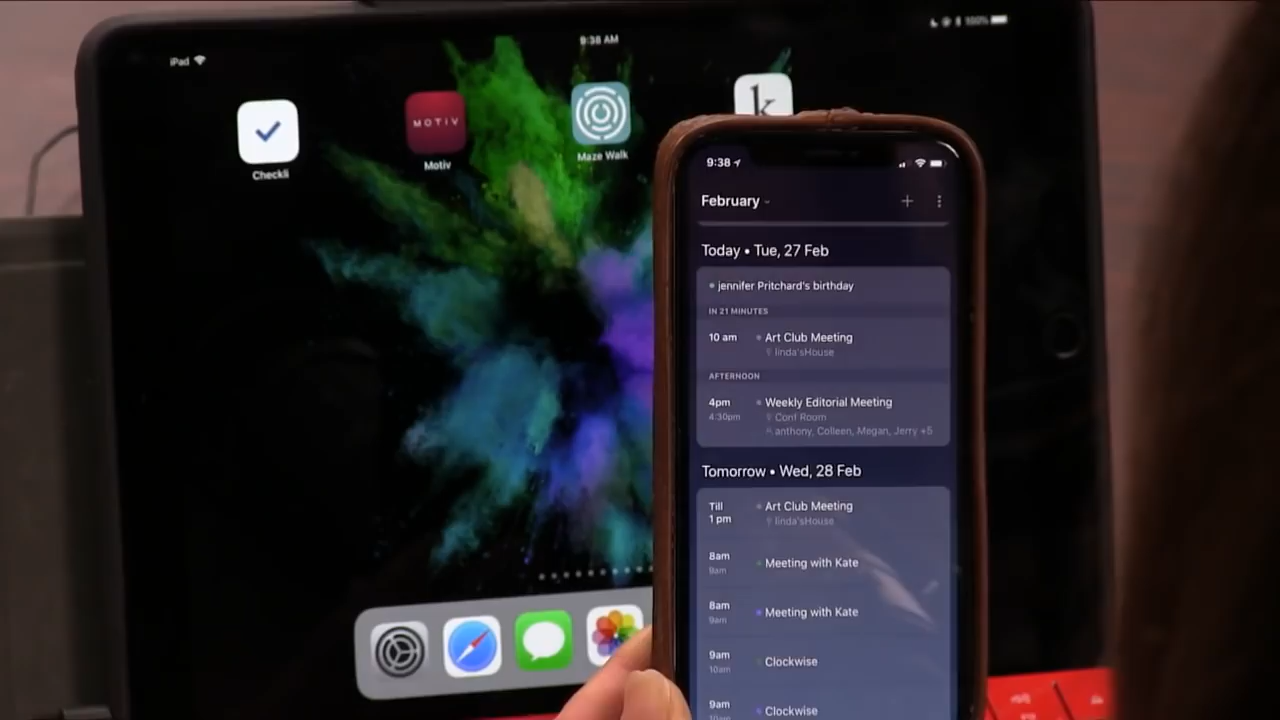 iPad
9:38 AM
100%
Checkli
MOTIV
Motiv
Maze Walk
k
9:38
February
+
Today • Tue, 27 Feb
jennifer Pritchard's birthday
IN 21 MINUTES
10 am Art Club Meeting
linda'sHouse
AFTERNOON
4pm Weekly Editorial Meeting
4:30pm Conf Room
anthony, Colleen, Megan, Jerry +5
Tomorrow • Wed, 28 Feb
Till Art Club Meeting
1 pm linda'sHouse
8am Meeting with Kate
9am
8am Meeting with Kate
9am
9am Clockwise
10am
9am Clockwise
10am